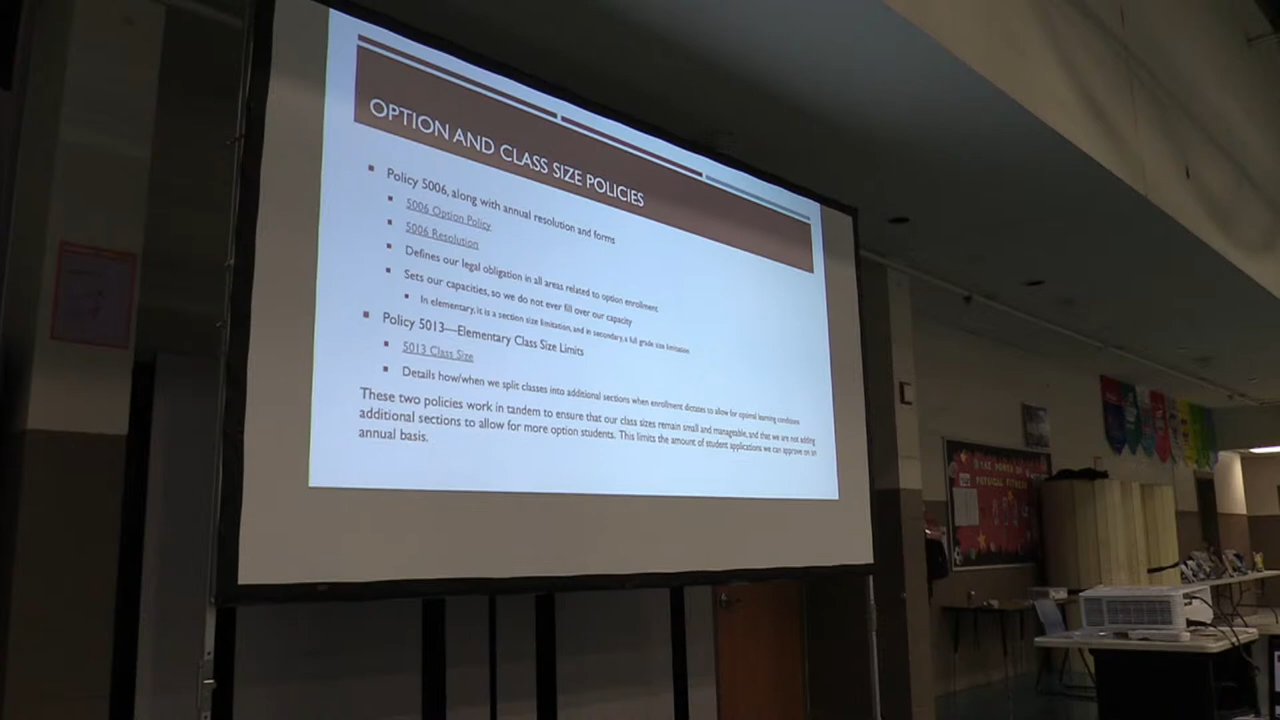 OPTION AND CLASS SIZE POLICIES
Policy 5006, along with annual resolution and forms
5006 Option Policy
5006 Resolution
Defines our legal obligation in all areas related to option enrollment
Sets our capacities, so we do not ever fill over our capacity
In elementary, it is a section size limitation, and in secondary, a full grade size limitation
Policy 5013—Elementary Class Size Limits
5013 Class Size
Details how/when we split classes into additional sections when enrollment dictates to allow for optimal learning conditions
These two policies work in tandem to ensure that our class sizes remain small and manageable, and that we are not adding
additional sections to allow for more option students. This limits the amount of student applications we can approve on an
annual basis.
PHYSICAL FITNESS